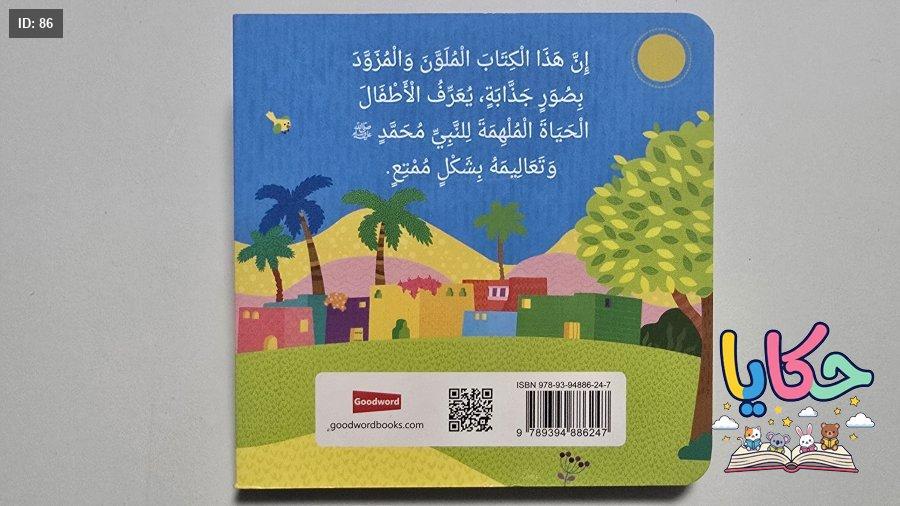 ID: 86
إِنَّ هَذَا الْكِتَابَ الْمُلَوَّنَ وَالْمُزَوَّدَ
بِصُوَرٍ جَذَّابَةٍ، يُعَرِّفُ الْأَطْفَالَ
الْحَيَاةَ الْمُلْهِمَةَ لِلنَّبِيِّ مُحَمَّدٍ ﷺ
وَتَعَالِيمَهُ بِشَكْلٍ مُمْتِعٍ.
حكايا
Goodword
goodwordbooks.com
ISBN 978-93-94886-24-7
9 789394 886247